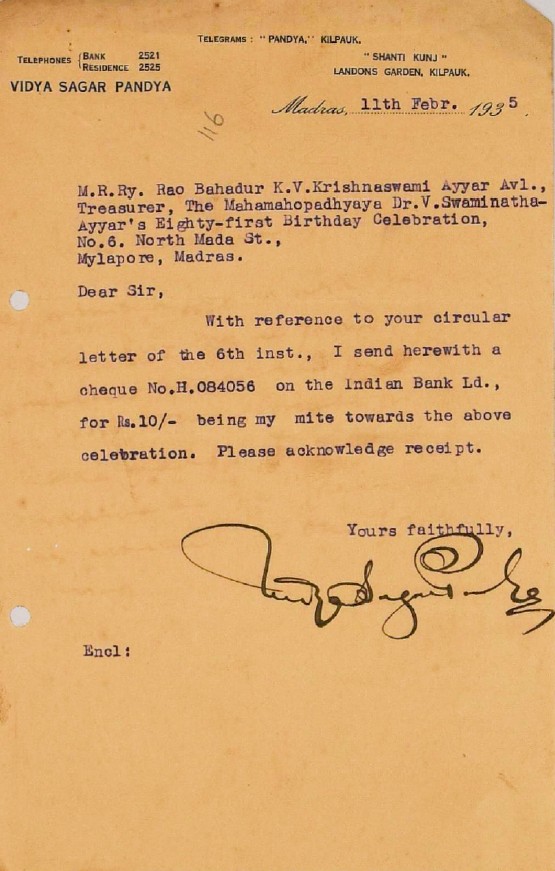 TELEGRAMS: "PANDYA," KILPAUK.
TELEPHONES { BANK 2521
RESIDENCE 2525
"SHANTI KUNJ"
LANDONS GARDEN, KILPAUK.
VIDYA SAGAR PANDYA
Madras, 11th Febr. 1935.
116
M.R.Ry. Rao Bahadur K.V.Krishnaswami Ayyar Avl.,
Treasurer, The Mahamahopadhyaya Dr.V.Swaminatha-
Ayyar's Eighty-first Birthday Celebration,
No.6. North Mada St.,
Mylapore, Madras.
Dear Sir,
With reference to your circular
letter of the 6th inst., I send herewith a
cheque No.H.084056 on the Indian Bank Ld.,
for Rs.10/- being my mite towards the above
celebration. Please acknowledge receipt.
Yours faithfully,
Vidya Sagar Pandya
Encl: